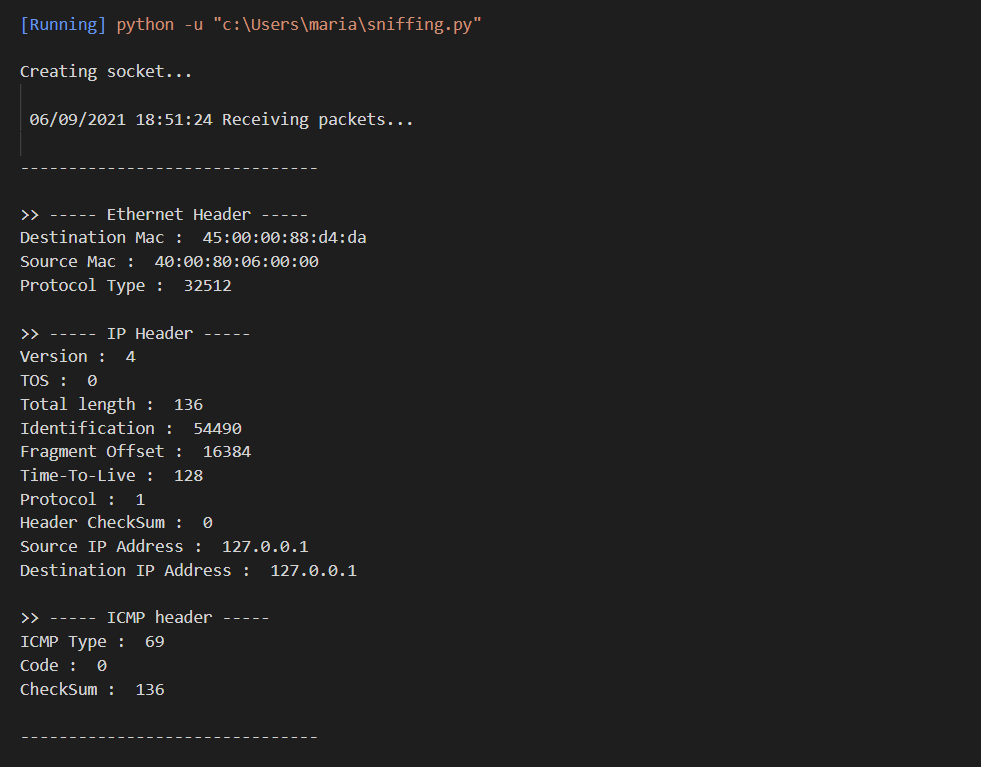 [Running] python -u "c:\Users\maria\sniffing.py"
Creating socket...
06/09/2021 18:51:24 Receiving packets...
-------------------------------
>> ----- Ethernet Header -----
Destination Mac :  45:00:00:88:d4:da
Source Mac :  40:00:80:06:00:00
Protocol Type :  32512
>> ----- IP Header -----
Version :  4
TOS :  0
Total length :  136
Identification :  54490
Fragment Offset :  16384
Time-To-Live :  128
Protocol :  1
Header CheckSum :  0
Source IP Address :  127.0.0.1
Destination IP Address :  127.0.0.1
>> ----- ICMP header -----
ICMP Type :  69
Code :  0
CheckSum :  136
-------------------------------